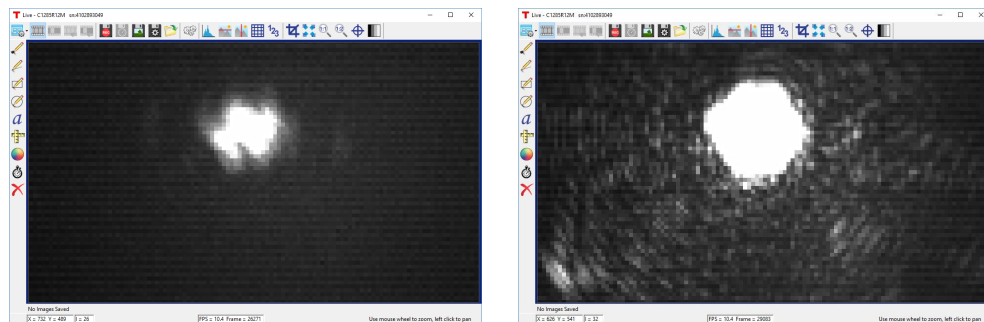 Live - C1285R12M sn:4102893049
No Images Saved
X = 732 Y = 489 I = 26 FPS = 10.4 Frame = 26271 Use mouse wheel to zoom, left click to pan
Live - C1285R12M sn:4102893049
No Images Saved
X = 626 Y = 541 I = 32 FPS = 10.4 Frame = 29083 Use mouse wheel to zoom, left click to pan